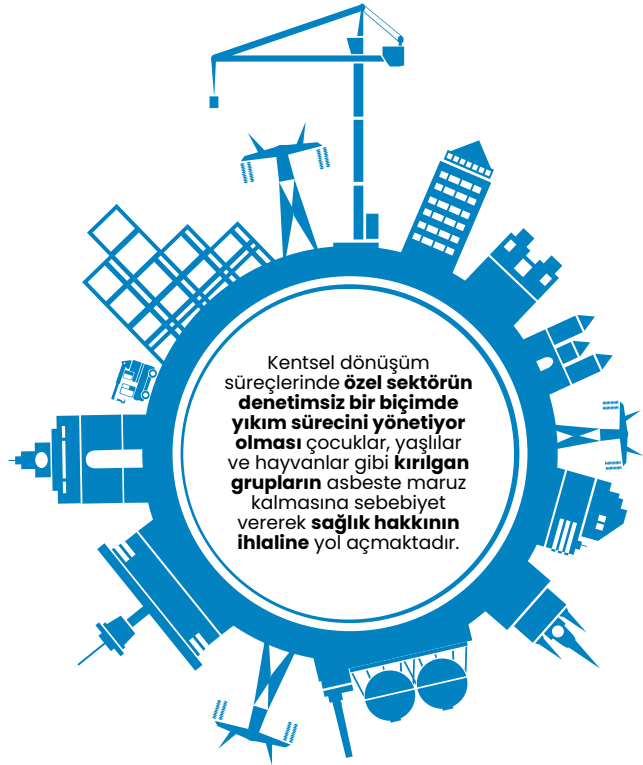 Kentsel dönüşüm
süreçlerinde özel sektörün
denetimsiz bir biçimde
yıkım sürecini yönetiyor
olması çocuklar, yaşlılar
ve hayvanlar gibi kırılgan
grupların asbeste maruz
kalmasına sebebiyet
vererek sağlık hakkının
ihlaline yol açmaktadır.